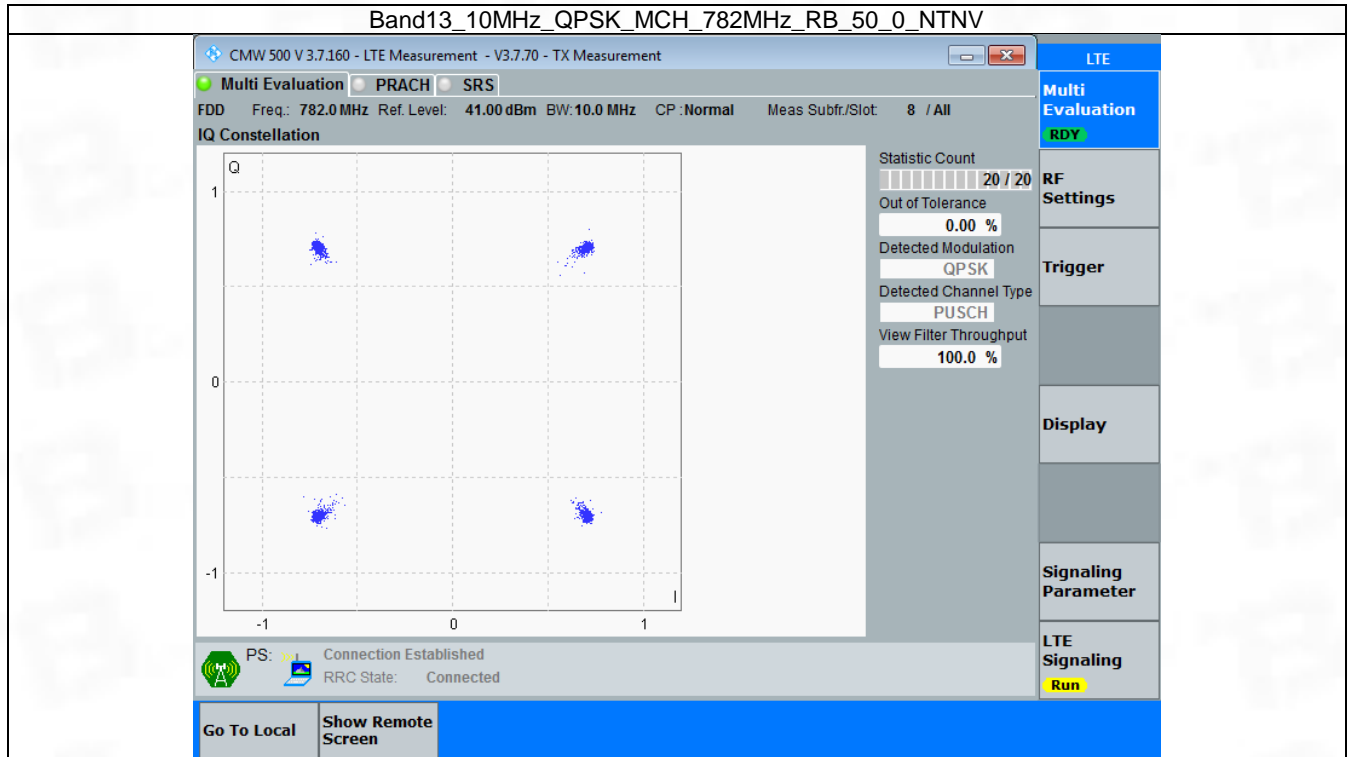 Band13_10MHz_QPSK_MCH_782MHz_RB_50_0_NTNV
CMW 500 V 3.7.160 - LTE Measurement - V3.7.70 - TX Measurement
LTE
Multi Evaluation PRACH SRS
FDD Freq.: 782.0 MHz Ref. Level: 41.00 dBm BW: 10.0 MHz CP : Normal Meas Subfr./Slot: 8 / All
IQ Constellation
Q
1
0
-1
I
-1 0 1
Statistic Count
20 / 20
Out of Tolerance
0.00 %
Detected Modulation
QPSK
Detected Channel Type
PUSCH
View Filter Throughput
100.0 %
Multi
Evaluation
RDY
RF
Settings
Trigger
Display
Signaling
Parameter
LTE
Signaling
Run
PS: Connection Established
RRC State: Connected
Go To Local
Show Remote
Screen